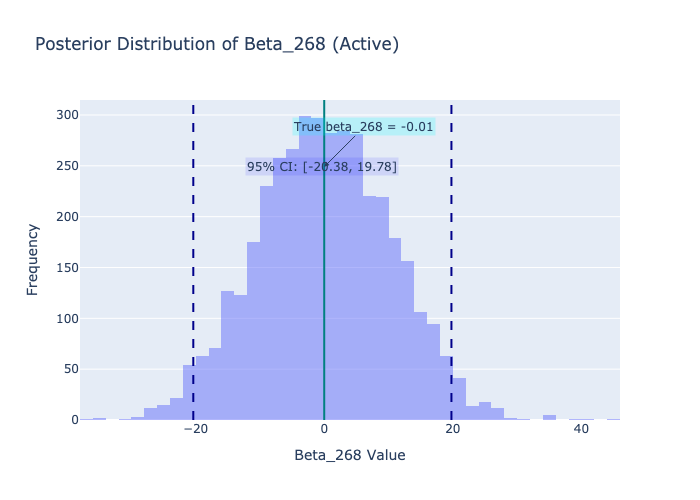 Posterior Distribution of Beta_268 (Active)
300
True beta_268 = -0.01
250
95% CI: [-20.38, 19.78]
200
150
100
50
0
Frequency
−20
0
20
40
Beta_268 Value